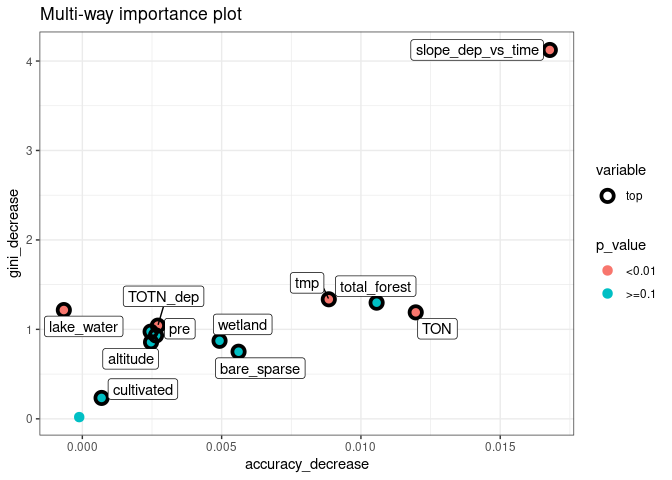 Multi-way importance plot
gini_decrease
4
3
2
1
0
slope_dep_vs_time
tmp
total_forest
TOTN_dep
lake_water
pre
wetland
TON
altitude
bare_sparse
cultivated
0.000
0.005
0.010
0.015
accuracy_decrease
variable
top
p_value
<0.01
>=0.1